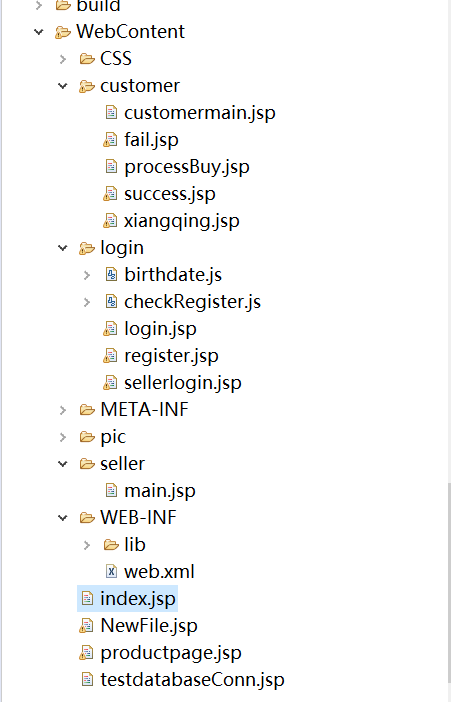 build
WebContent
CSS
customer
customermain.jsp
fail.jsp
processBuy.jsp
success.jsp
xiangqing.jsp
login
birthdate.js
checkRegister.js
login.jsp
register.jsp
sellerlogin.jsp
META-INF
pic
seller
main.jsp
WEB-INF
lib
web.xml
index.jsp
NewFile.jsp
productpage.jsp
testdatabaseConn.jsp